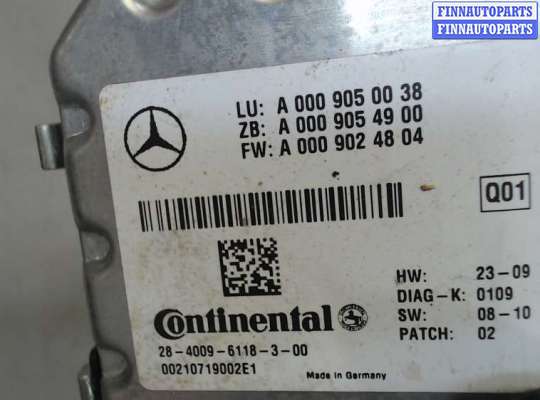 FINNAUTOPARTS
FINNAUTOPARTS
LU: A 000 905 00 38
ZB: A 000 905 49 00
FW: A 000 902 48 04
Q01
HW: 23-09
DIAG-K: 0109
SW: 08-10
PATCH: 02
Continental
28-4009-6118-3-00
00210719002E1
Made in Germany